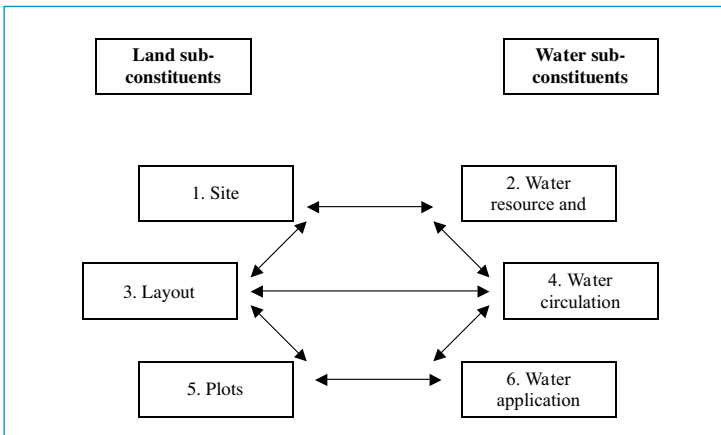 Land sub-
constituents
Water sub-
constituents
1. Site
2. Water
resource and
3. Layout
4. Water
circulation
5. Plots
6. Water
application